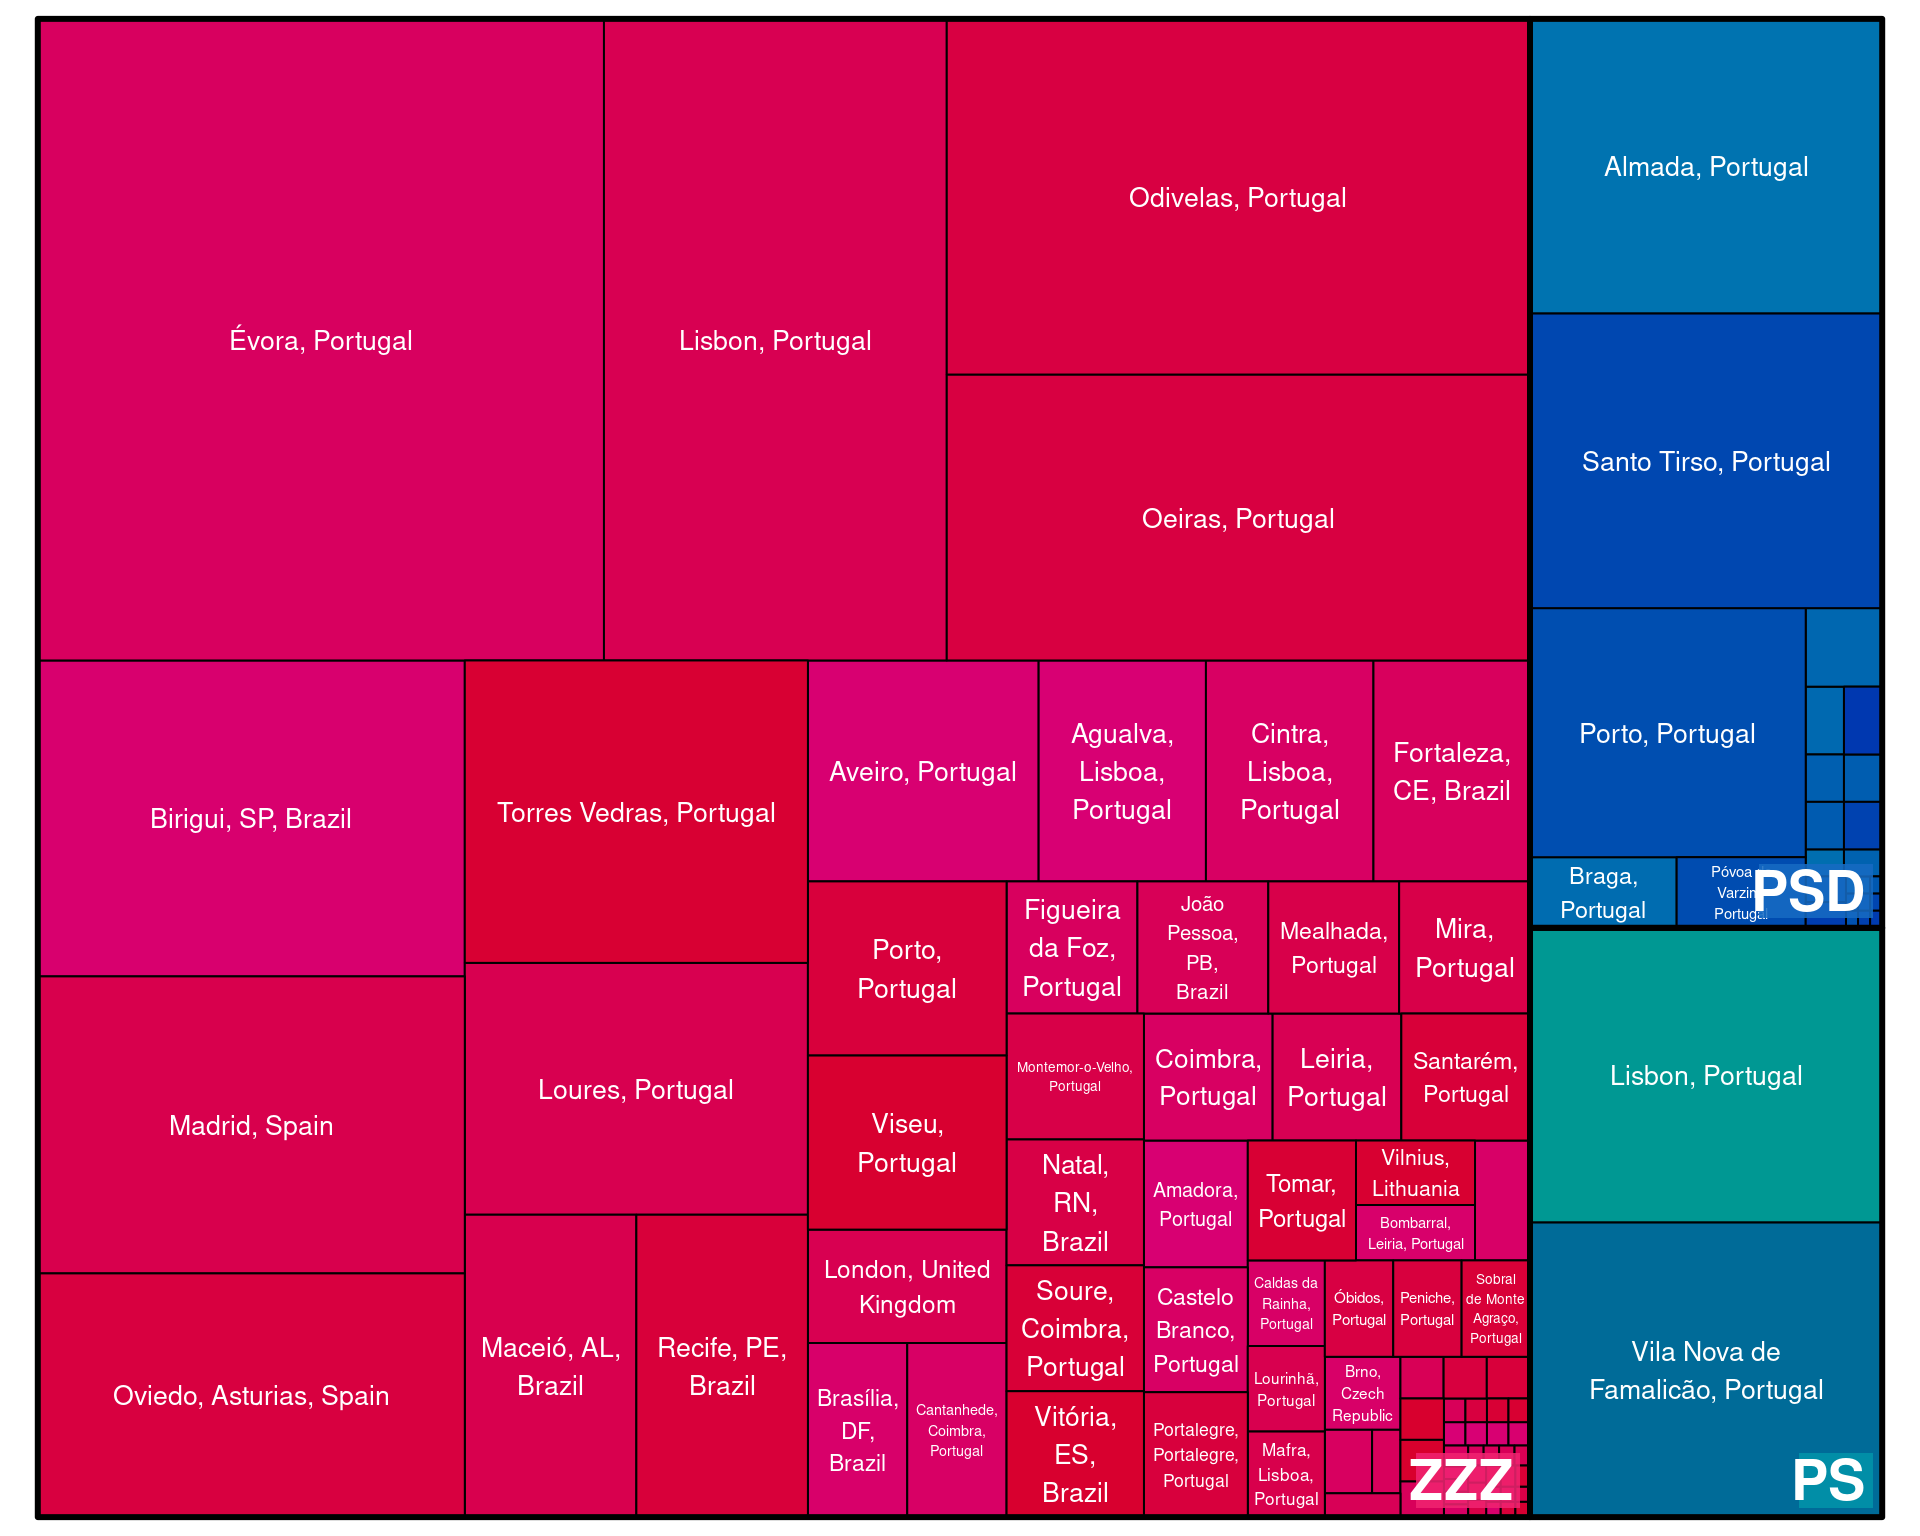 Évora, Portugal
Lisbon, Portugal
Odivelas, Portugal
Oeiras, Portugal
Birigui, SP, Brazil
Madrid, Spain
Oviedo, Asturias, Spain
Torres Vedras, Portugal
Loures, Portugal
Maceió, AL,
Brazil
Recife, PE,
Brazil
Aveiro, Portugal
Agualva,
Lisboa,
Portugal
Cintra,
Lisboa,
Portugal
Fortaleza,
CE, Brazil
Porto,
Portugal
Viseu,
Portugal
London, United
Kingdom
Brasília,
DF,
Brazil
Cantanhede,
Coimbra,
Portugal
Figueira
da Foz,
Portugal
João
Pessoa,
PB,
Brazil
Mealhada,
Portugal
Mira,
Portugal
Montemor-o-Velho,
Portugal
Natal,
RN,
Brazil
Soure,
Coimbra,
Portugal
Vitória,
ES,
Brazil
Coimbra,
Portugal
Leiria,
Portugal
Santarém,
Portugal
Amadora,
Portugal
Castelo
Branco,
Portugal
Portalegre,
Portalegre,
Portugal
Tomar,
Portugal
Vilnius,
Lithuania
Bombarral,
Leiria, Portugal
Caldas da
Rainha,
Portugal
Lourinhã,
Portugal
Mafra,
Lisboa,
Portugal
Óbidos,
Portugal
Peniche,
Portugal
Sobral
de Monte
Agraço,
Portugal
Brno,
Czech
Republic
ZZZ
Almada, Portugal
Santo Tirso, Portugal
Porto, Portugal
Braga,
Portugal
Póvoa
Varzim
Portugal
PSD
Lisbon, Portugal
Vila Nova de
Famalicão, Portugal
PS